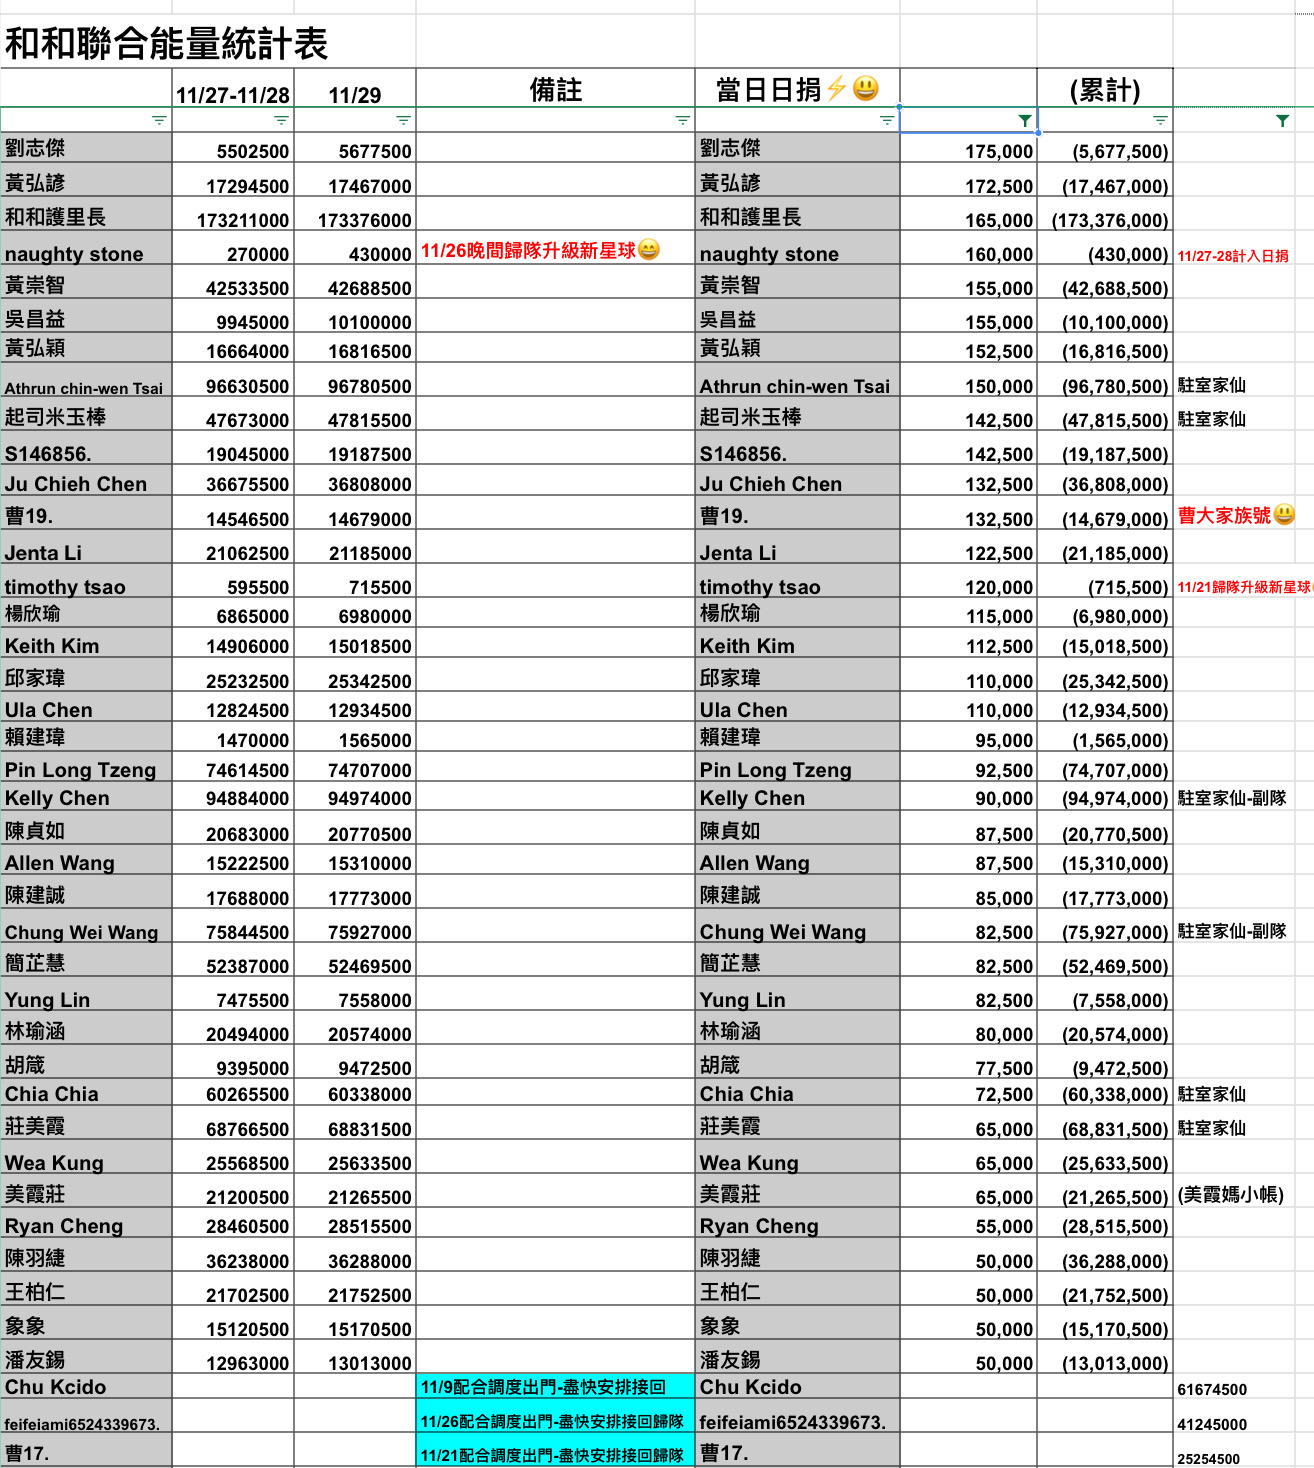 和和聯合能量統計表
11/27-11/28 11/29 備註 當日日捐⚡😃 (累計)
劉志傑 5502500 5677500 劉志傑 175,000 (5,677,500)
黃弘諺 17294500 17467000 黃弘諺 172,500 (17,467,000)
和和護里長 173211000 173376000 和和護里長 165,000 (173,376,000)
naughty stone 270000 430000 11/26晚間歸隊升級新星球😄 naughty stone 160,000 (430,000) 11/27-28計入日捐
黃崇智 42533500 42688500 黃崇智 155,000 (42,688,500)
吳昌益 9945000 10100000 吳昌益 155,000 (10,100,000)
黃弘穎 16664000 16816500 黃弘穎 152,500 (16,816,500)
Athrun chin-wen Tsai 96630500 96780500 Athrun chin-wen Tsai 150,000 (96,780,500) 駐室家仙
起司米玉棒 47673000 47815500 起司米玉棒 142,500 (47,815,500) 駐室家仙
S146856. 19045000 19187500 S146856. 142,500 (19,187,500)
Ju Chieh Chen 36675500 36808000 Ju Chieh Chen 132,500 (36,808,000)
曹19. 14546500 14679000 曹19. 132,500 (14,679,000) 曹大家族號😃
Jenta Li 21062500 21185000 Jenta Li 122,500 (21,185,000)
timothy tsao 595500 715500 timothy tsao 120,000 (715,500) 11/21歸隊升級新星球
楊欣瑜 6865000 6980000 楊欣瑜 115,000 (6,980,000)
Keith Kim 14906000 15018500 Keith Kim 112,500 (15,018,500)
邱家瑋 25232500 25342500 邱家瑋 110,000 (25,342,500)
Ula Chen 12824500 12934500 Ula Chen 110,000 (12,934,500)
賴建瑋 1470000 1565000 賴建瑋 95,000 (1,565,000)
Pin Long Tzeng 74614500 74707000 Pin Long Tzeng 92,500 (74,707,000)
Kelly Chen 94884000 94974000 Kelly Chen 90,000 (94,974,000) 駐室家仙-副隊
陳貞如 20683000 20770500 陳貞如 87,500 (20,770,500)
Allen Wang 15222500 15310000 Allen Wang 87,500 (15,310,000)
陳建誠 17688000 17773000 陳建誠 85,000 (17,773,000)
Chung Wei Wang 75844500 75927000 Chung Wei Wang 82,500 (75,927,000) 駐室家仙-副隊
簡芷慧 52387000 52469500 簡芷慧 82,500 (52,469,500)
Yung Lin 7475500 7558000 Yung Lin 82,500 (7,558,000)
林瑜涵 20494000 20574000 林瑜涵 80,000 (20,574,000)
胡箴 9395000 9472500 胡箴 77,500 (9,472,500)
Chia Chia 60265500 60338000 Chia Chia 72,500 (60,338,000) 駐室家仙
莊美霞 68766500 68831500 莊美霞 65,000 (68,831,500) 駐室家仙
Wea Kung 25568500 25633500 Wea Kung 65,000 (25,633,500)
美霞莊 21200500 21265500 美霞莊 65,000 (21,265,500) (美霞媽小帳)
Ryan Cheng 28460500 28515500 Ryan Cheng 55,000 (28,515,500)
陳羽緁 36238000 36288000 陳羽緁 50,000 (36,288,000)
王柏仁 21702500 21752500 王柏仁 50,000 (21,752,500)
象象 15120500 15170500 象象 50,000 (15,170,500)
潘友錫 12963000 13013000 潘友錫 50,000 (13,013,000)
Chu Kcido 11/9配合調度出門-盡快安排接回 Chu Kcido 61674500
feifeiami6524339673. 11/26配合調度出門-盡快安排接回歸隊 feifeiami6524339673. 41245000
曹17. 11/21配合調度出門-盡快安排接回歸隊 曹17. 25254500